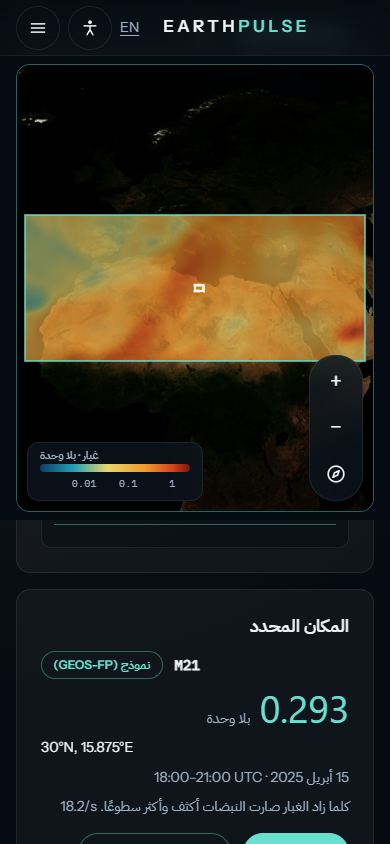 EN EARTHPULSE
غبار · بلا وحدة
0.01 0.1 1
المكان المحدد
M21 نموذج (GEOS-FP)
0.293 بلا وحدة
30°N, 15.875°E
15 أبريل 2025 · 18:00–21:00 UTC
كلما زاد الغبار صارت النبضات أكثف وأكثر سطوعًا. 18.2/s